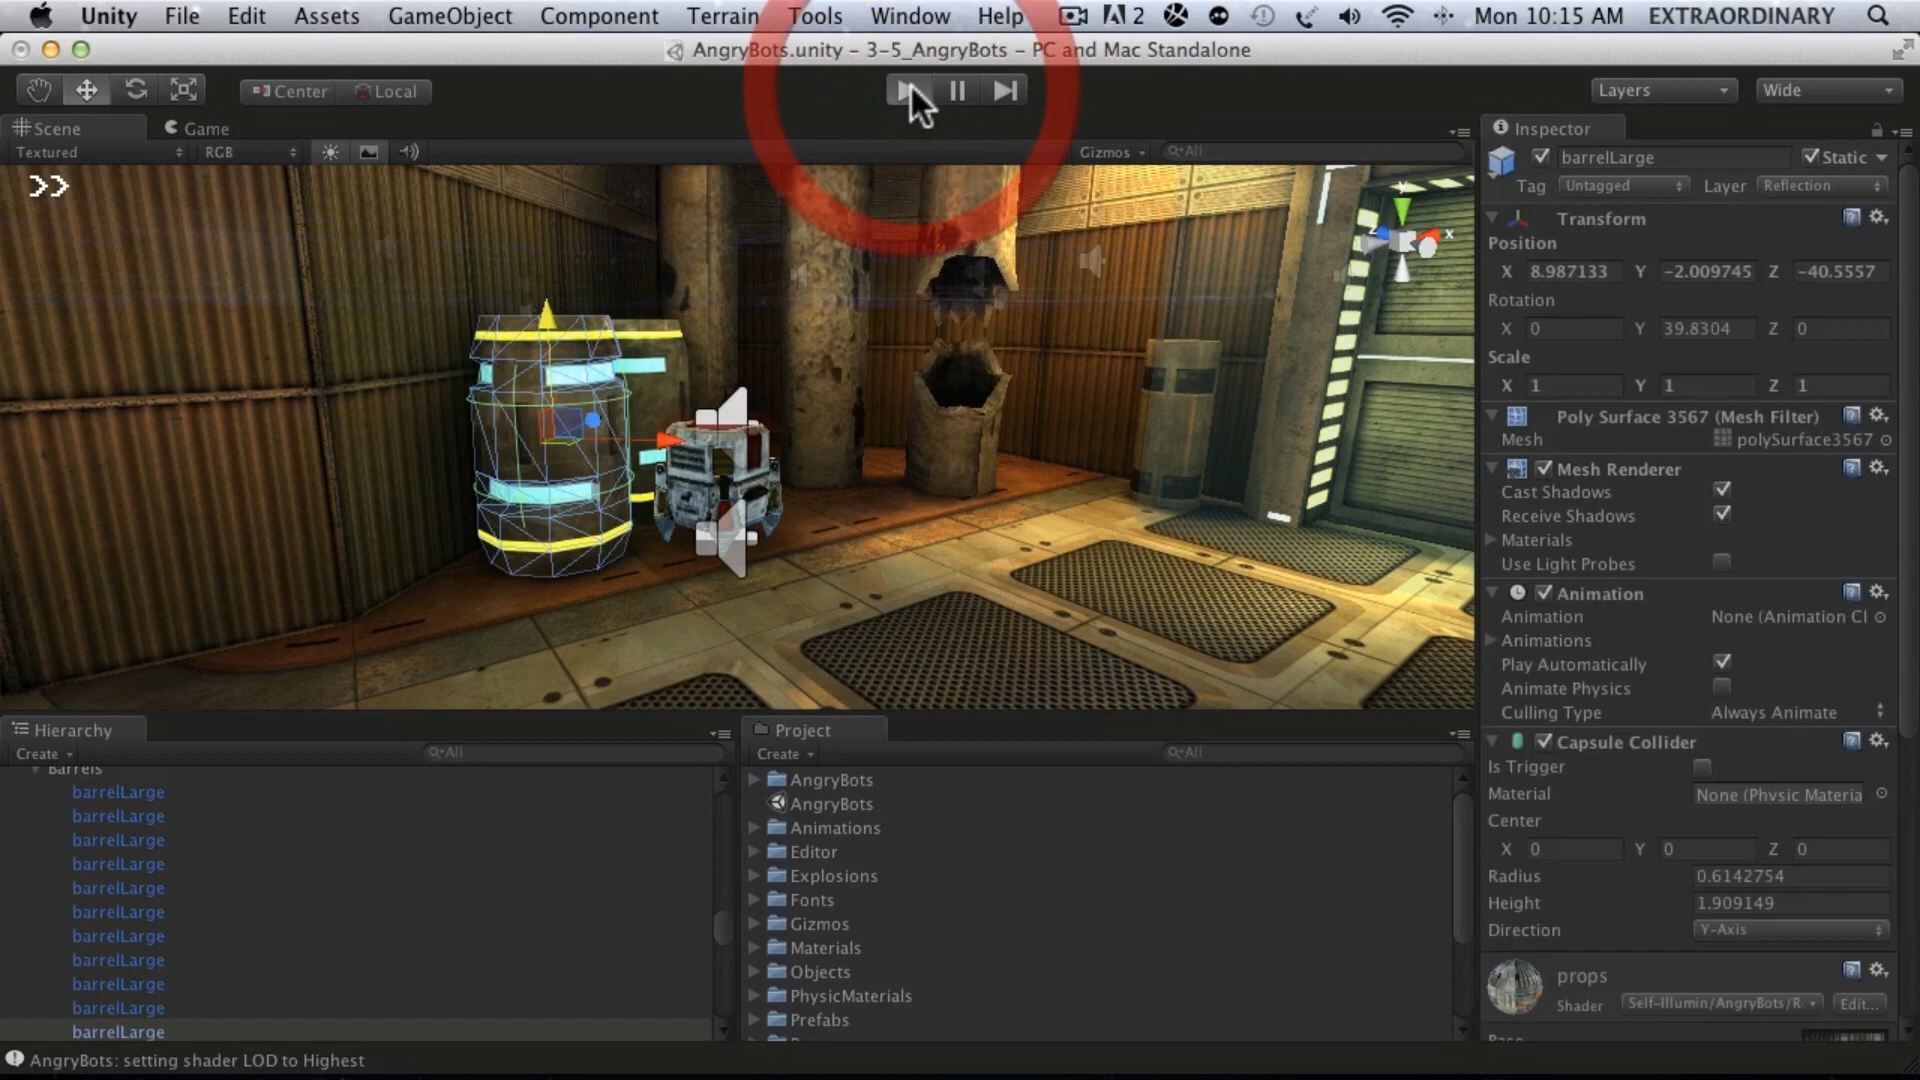 Unity File Edit Assets GameObject Component Terrain Tools Window Help 2 Mon 10:15 AM EXTRAORDINARY
AngryBots.unity – 3-5_AngryBots – PC and Mac Standalone
Center Local Layers Wide
Scene Game
Textured RGB Gizmos All
>>
Inspector
barrelLarge Static
Tag Untagged Layer Reflection
Transform
Position
X 8.987133 Y -2.009745 Z -40.5557
Rotation
X 0 Y 39.8304 Z 0
Scale
X 1 Y 1 Z 1
Poly Surface 3567 (Mesh Filter)
Mesh polySurface3567
Mesh Renderer
Cast Shadows
Receive Shadows
Materials
Use Light Probes
Animation
Animation None (Animation Cl
Animations
Play Automatically
Animate Physics
Culling Type Always Animate
Capsule Collider
Is Trigger
Material None (Physic Materia
Center
X 0 Y 0 Z 0
Radius 0.6142754
Height 1.909149
Direction Y-Axis
props
Shader Self-Illumin/AngryBots/R Edit...
y
z x
Hierarchy
Create All
Barrels
barrelLarge
barrelLarge
barrelLarge
barrelLarge
barrelLarge
barrelLarge
barrelLarge
barrelLarge
barrelLarge
barrelLarge
barrelLarge
Project
Create All
AngryBots
AngryBots
Animations
Editor
Explosions
Fonts
Gizmos
Materials
Objects
PhysicMaterials
Prefabs
AngryBots: setting shader LOD to Highest